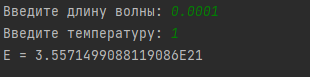 Введите длину волны: 0.0001
Введите температуру: 1
E = 3.5571499088119086E21